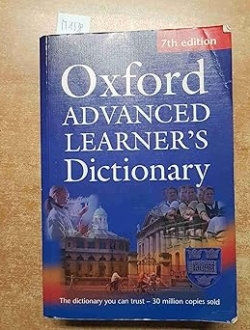 7th edition
Oxford
ADVANCED
LEARNER'S
Dictionary
The dictionary you can trust – 30 million copies sold